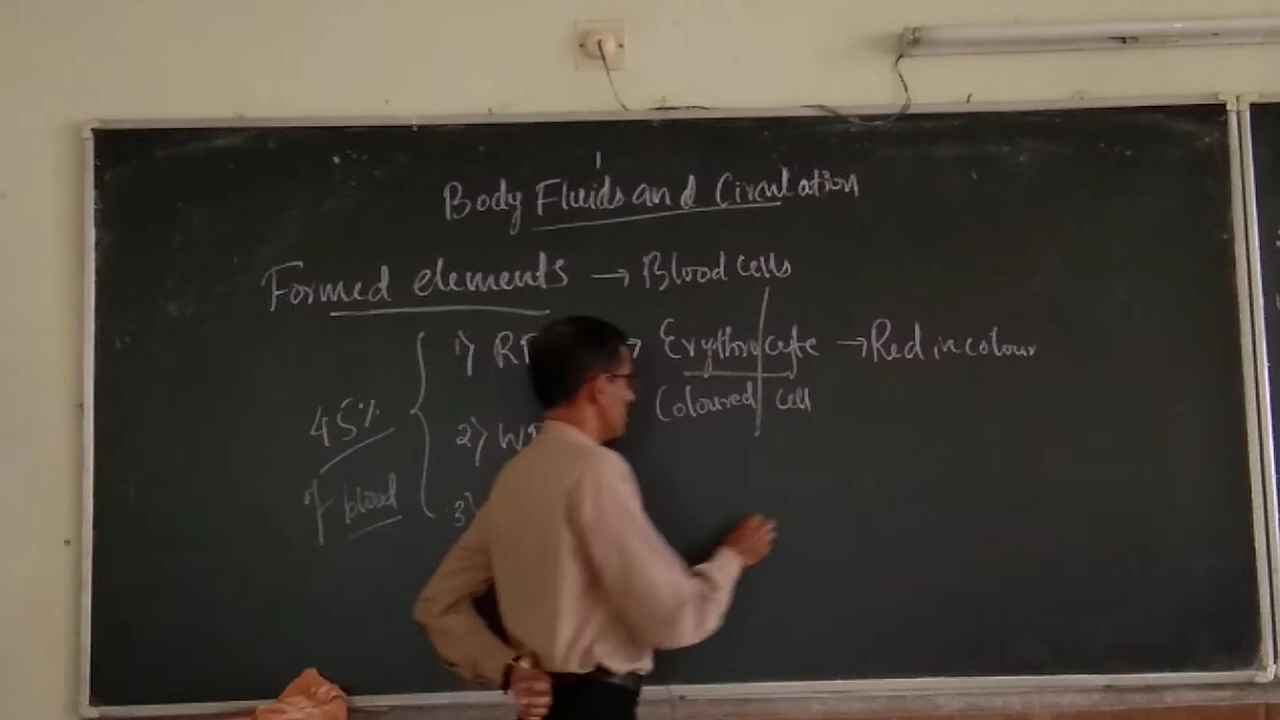 Body Fluids and Circulation
Formed elements → Blood cells
1) → Erythrocyte → Red in colour
Coloured cell
45%
2)
of blood
3)